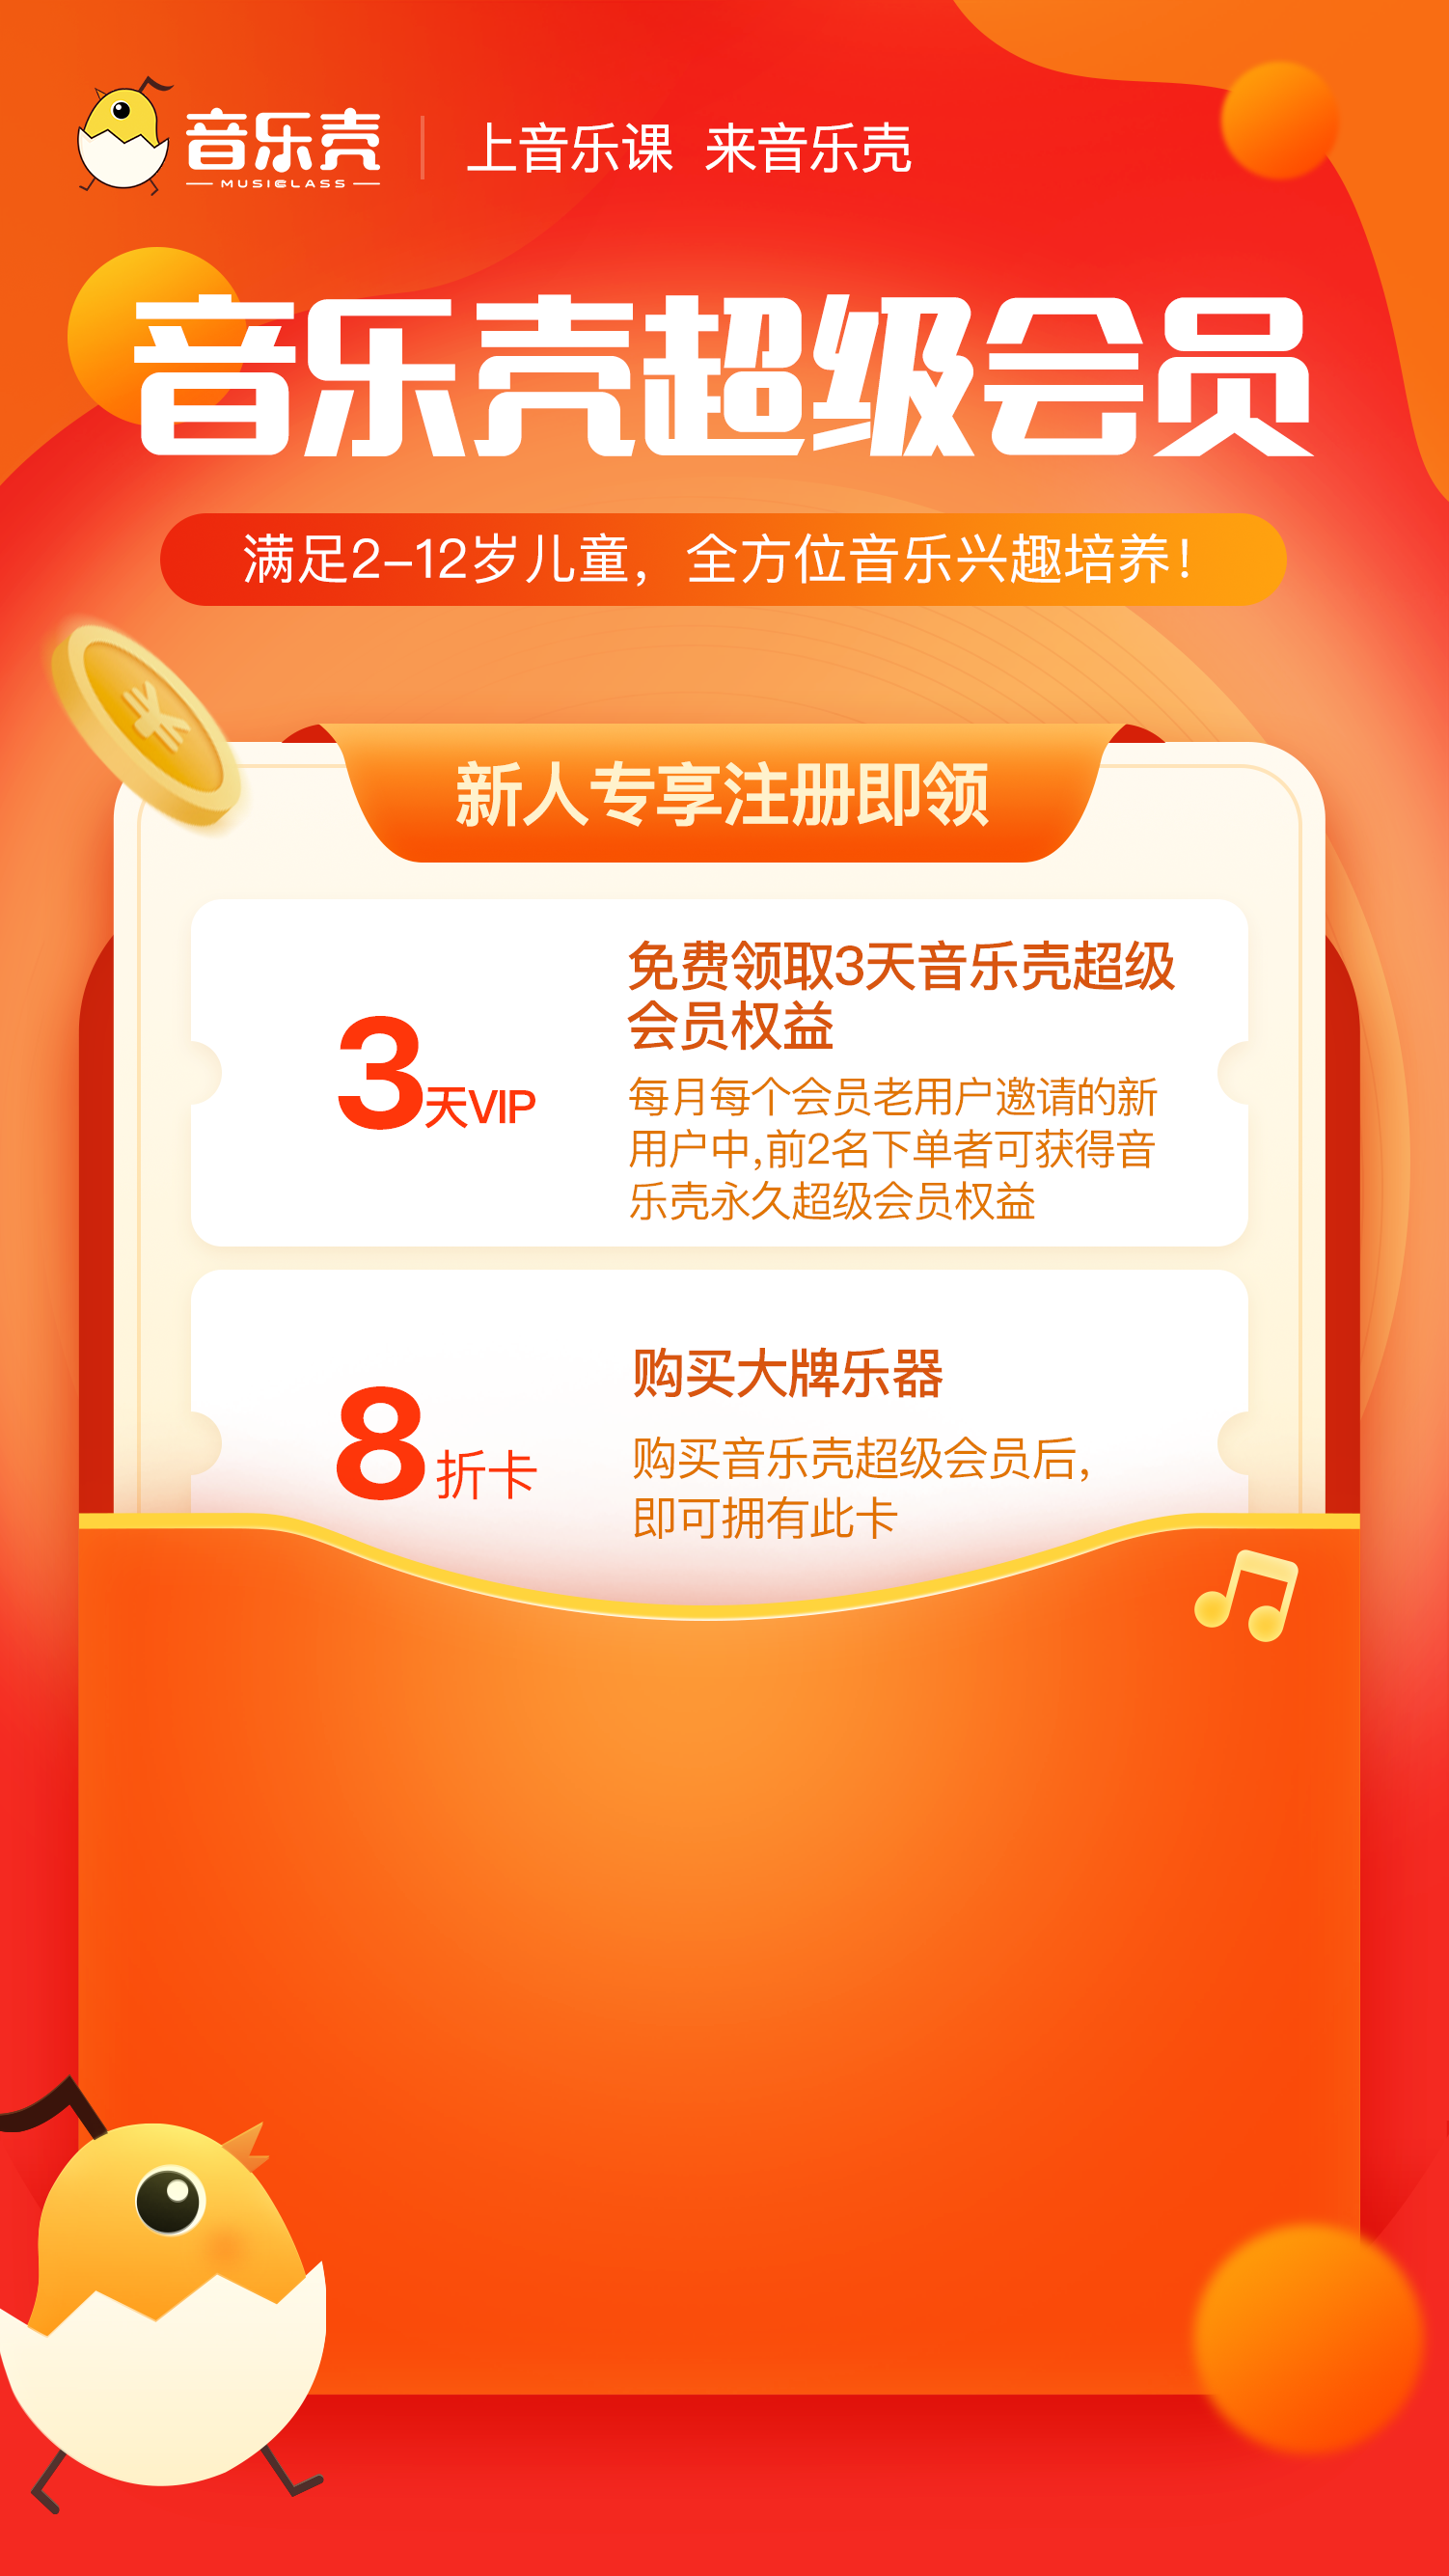 音乐壳
MUSICCLASS
上音乐课 来音乐壳
音乐壳超级会员
满足2-12岁儿童，全方位音乐兴趣培养！
新人专享注册即领
3天VIP
免费领取3天音乐壳超级
会员权益
每月每个会员老用户邀请的新
用户中,前2名下单者可获得音
乐壳永久超级会员权益
8折卡
购买大牌乐器
购买音乐壳超级会员后，
即可拥有此卡